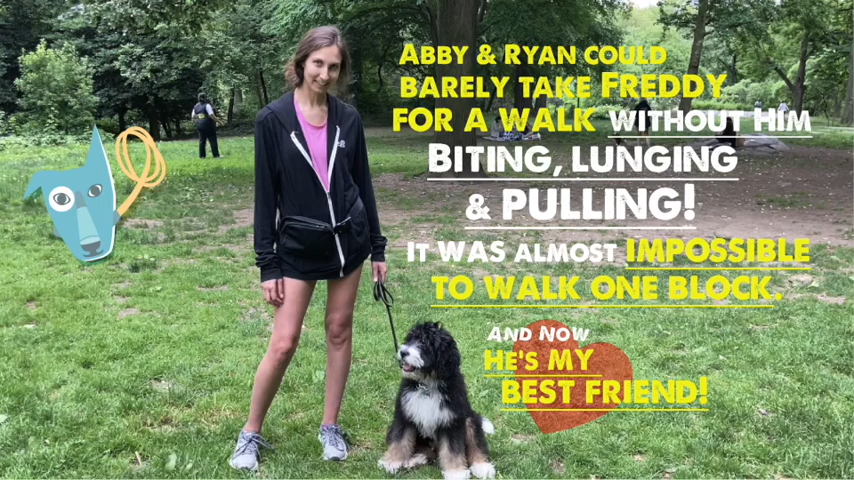 Abby & Ryan could
barely take Freddy
for a walk without him
Biting, lunging
& pulling!
It was almost impossible
to walk one block.
And Now
He's my
best friend!